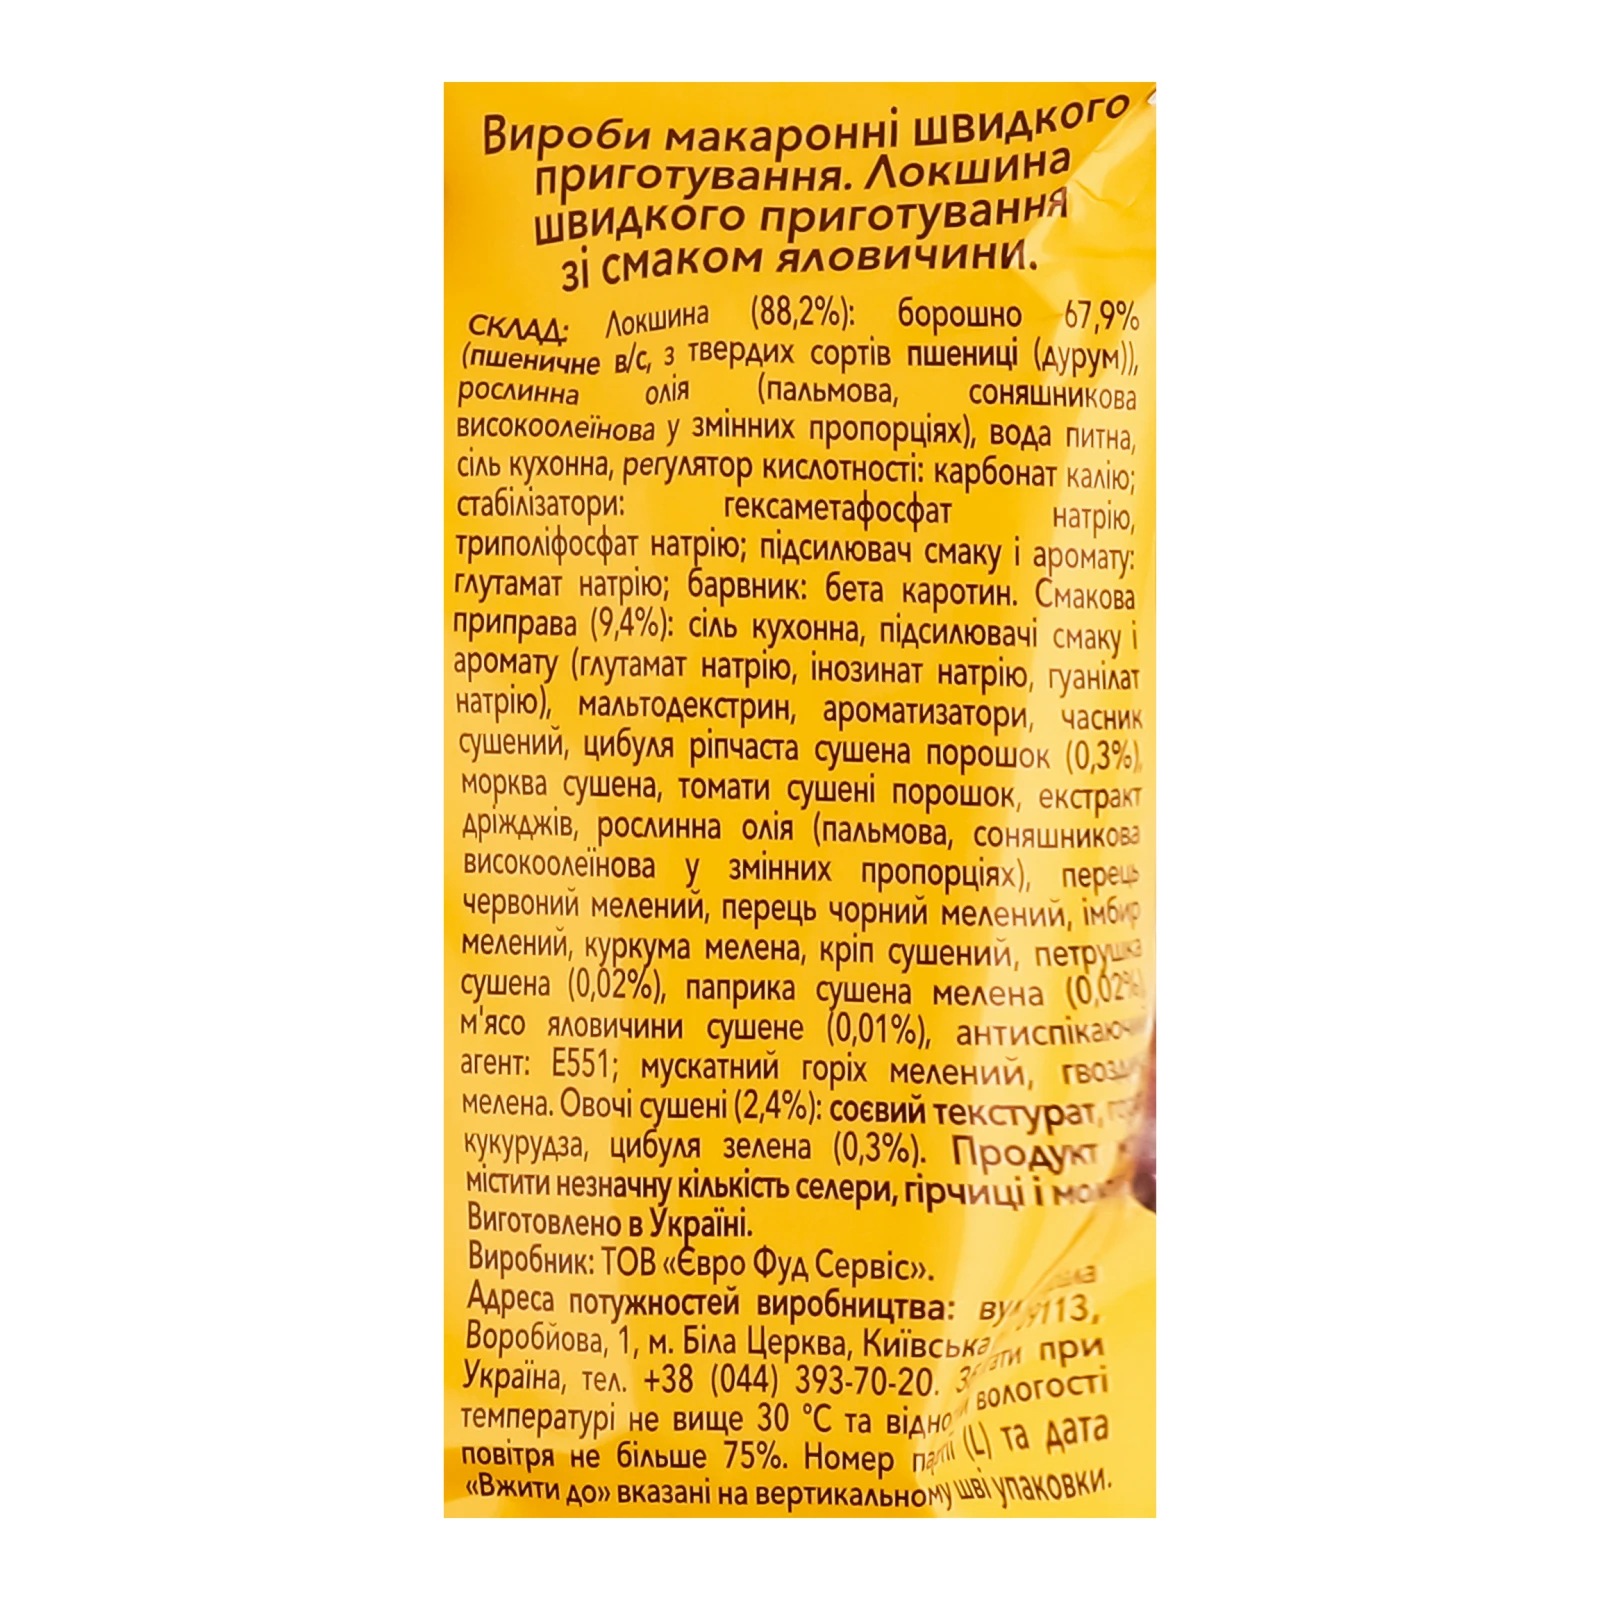 Вироби макаронні швидкого
приготування. Локшина
швидкого приготування
зі смаком яловичини.
СКЛАД: Локшина (88,2%): борошно 67,9%
(пшеничне в/с, з твердих сортів пшениці (дурум)),
рослинна олія (пальмова, соняшникова
високоолеїнова у змінних пропорціях), вода питна,
сіль кухонна, регулятор кислотності: карбонат калію;
стабілізатори: гексаметафосфат натрію,
триполіфосфат натрію; підсилювач смаку і аромату:
глутамат натрію; барвник: бета каротин. Смакова
приправа (9,4%): сіль кухонна, підсилювачі смаку і
аромату (глутамат натрію, інозинат натрію, гуанілат
натрію), мальтодекстрин, ароматизатори, часник
сушений, цибуля ріпчаста сушена порошок (0,3%),
морква сушена, томати сушені порошок, екстракт
дріжджів, рослинна олія (пальмова, соняшникова
високоолеїнова у змінних пропорціях), перець
червоний мелений, перець чорний мелений, імбир
мелений, куркума мелена, кріп сушений, петрушка
сушена (0,02%), паприка сушена мелена (0,02%)
м'ясо яловичини сушене (0,01%),
агент: Е551; мускатний горіх мелений,
мелена. Овочі сушені (2,4%): соєвий текстурат,
кукурудза, цибуля зелена (0,3%). Продукт
містити незначну кількість селери, гірчиці і
Виготовлено в Україні.
Виробник: ТОВ «Євро Фуд Сервіс».
Адреса потужностей виробництва:
Воробйова, 1, м. Біла Церква, Київська
Україна, тел. +38 (044) 393-70-20. при
температурі не вище 30 °С та вологості
повітря не більше 75%. Номер партії (L) та дата
«Вжити до» вказані на вертикальному шві упаковки.